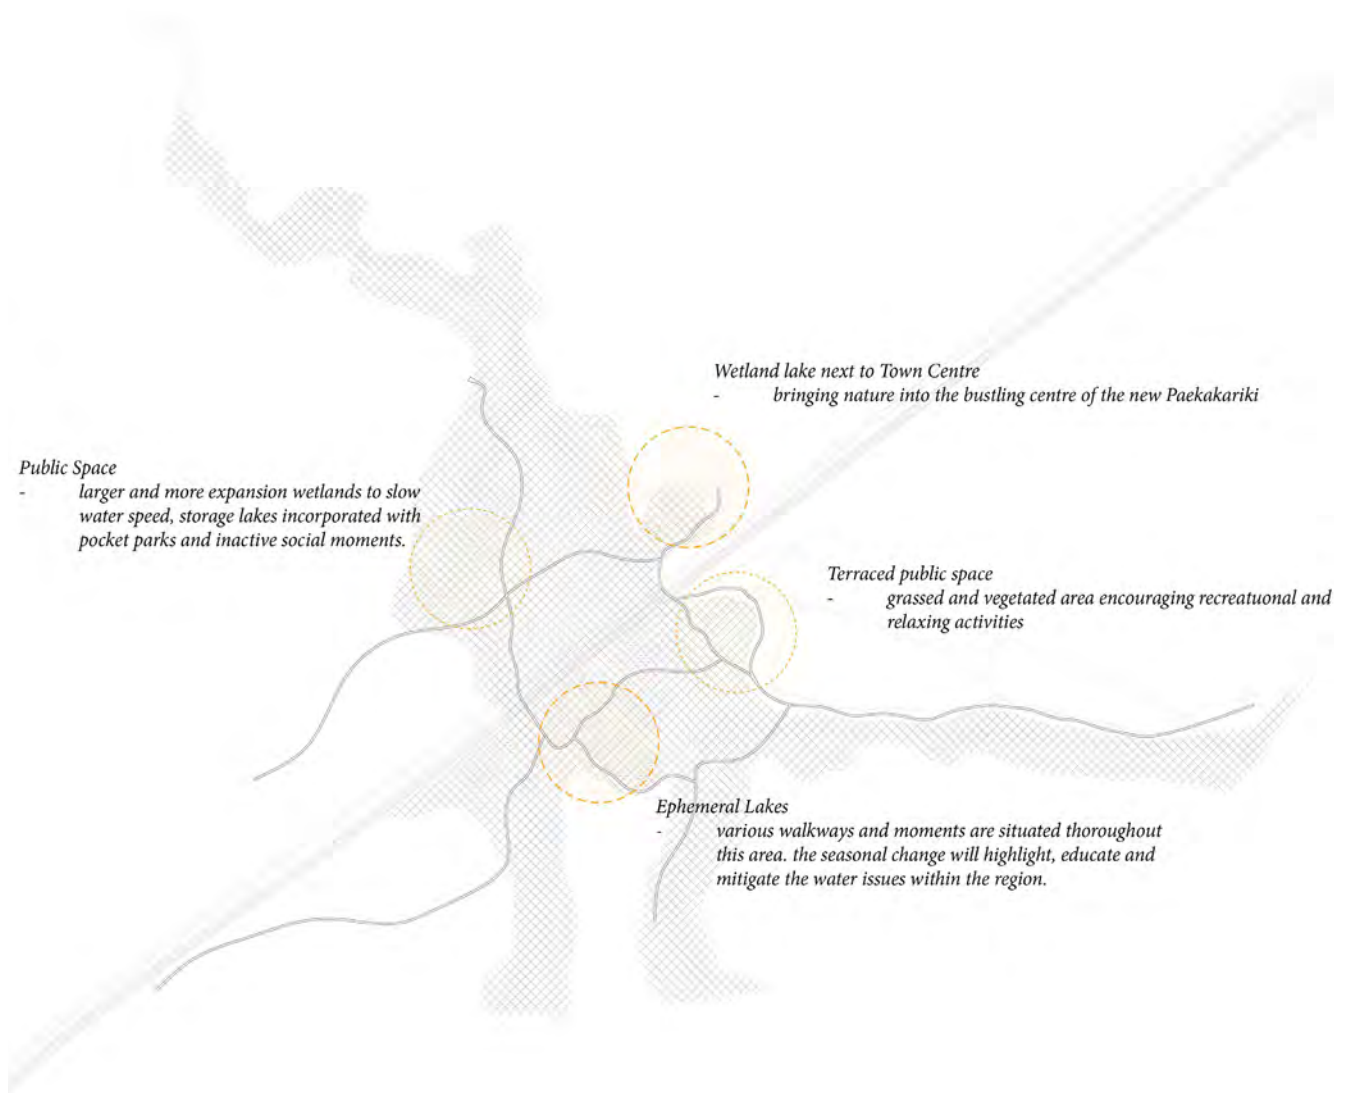 Wetland lake next to Town Centre
- bringing nature into the bustling centre of the new Paekakariki
Public Space
- larger and more expansion wetlands to slow
water speed, storage lakes incorporated with
pocket parks and inactive social moments.
Terraced public space
- grassed and vegetated area encouraging recreatuonal and
relaxing activities
Ephemeral Lakes
- various walkways and moments are situated thoroughout
this area. the seasonal change will highlight, educate and
mitigate the water issues within the region.